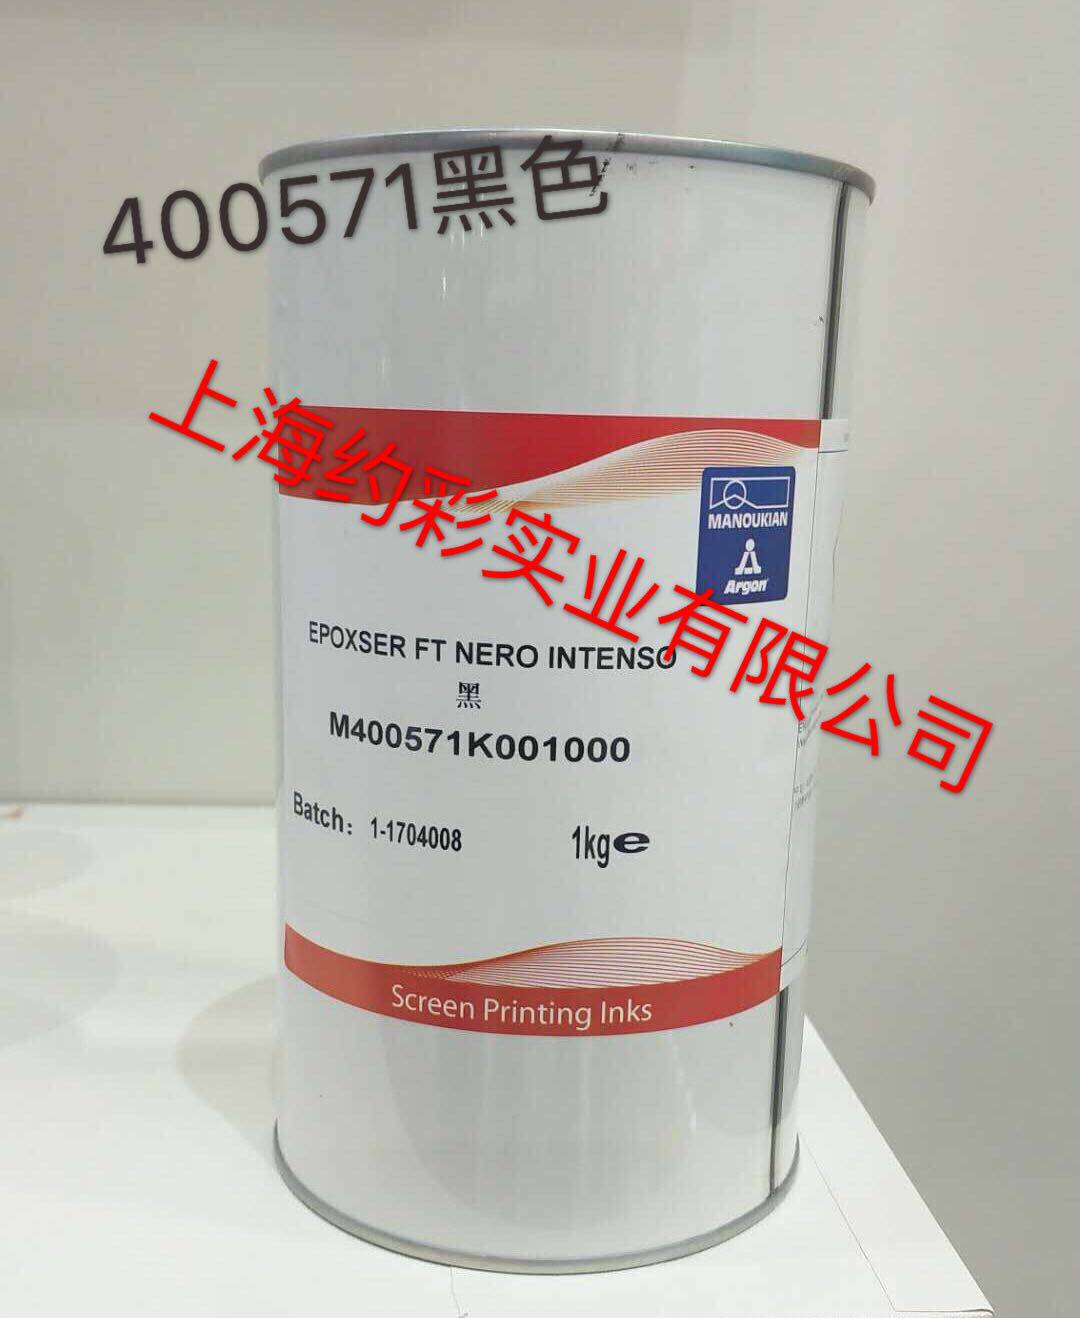 400571黑色
上海约彩实业有限公司
MANOUKIAN
Argon
EPOXSER FT NERO INTENSO
黑
M400571K001000
Batch：1-1704008 1kg℮
Screen Printing Inks